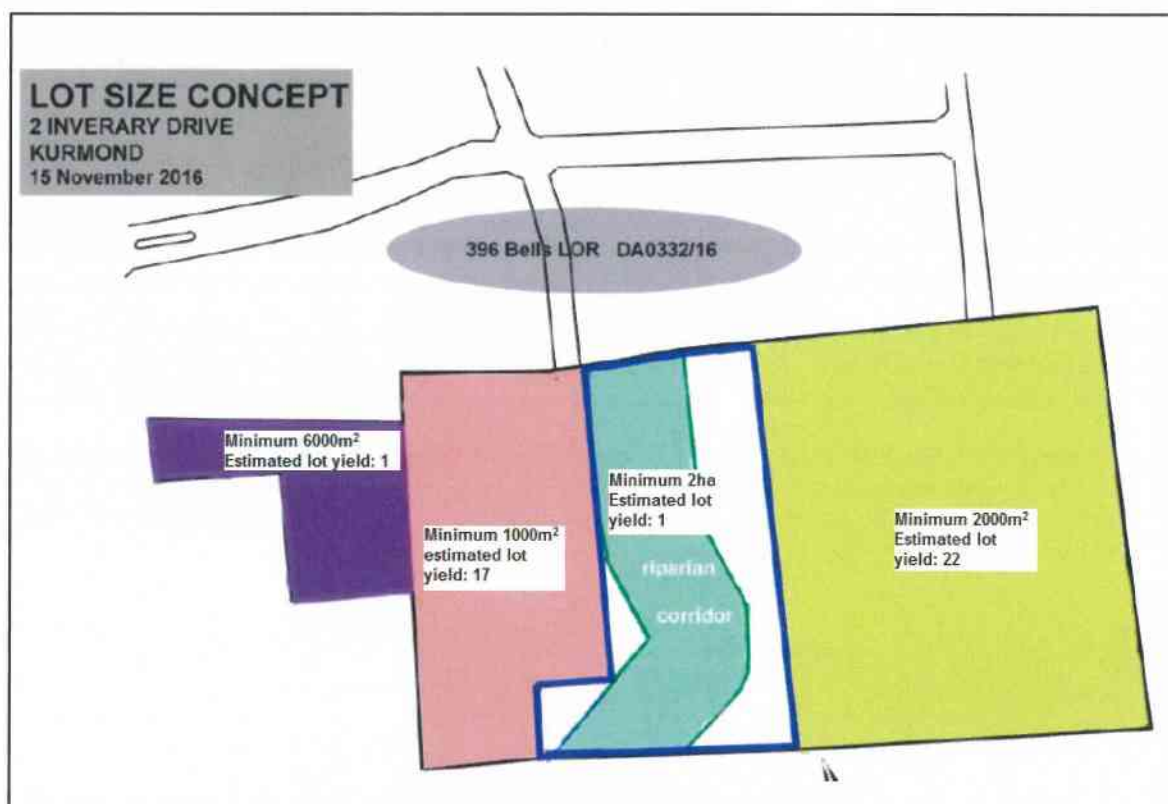 LOT SIZE CONCEPT
2 INVERARY DRIVE
KURMOND
15 November 2016
396 Bells LOR DA0332/16
Minimum 6000m²
Estimated lot yield: 1
Minimum 1000m²
estimated lot
yield: 17
Minimum 2ha
Estimated lot
yield: 1
riparian
corridor
Minimum 2000m²
Estimated lot
yield: 22